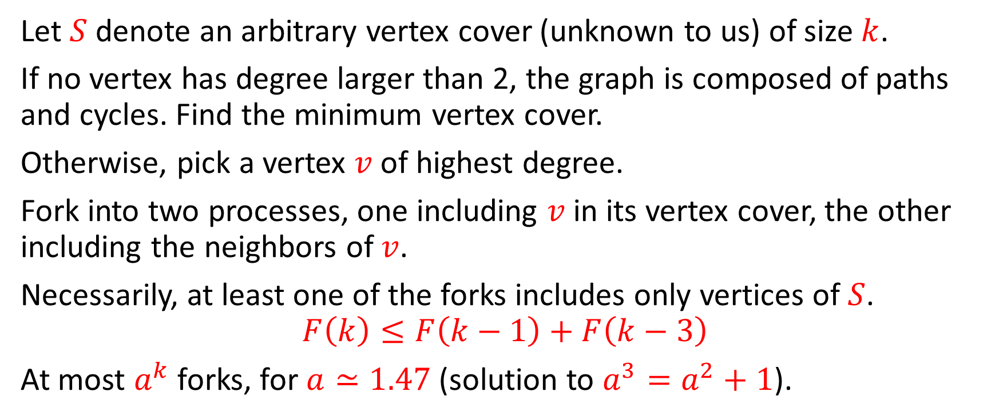 Let S denote an arbitrary vertex cover (unknown to us) of size k.
If no vertex has degree larger than 2, the graph is composed of paths
and cycles. Find the minimum vertex cover.
Otherwise, pick a vertex v of highest degree.
Fork into two processes, one including v in its vertex cover, the other
including the neighbors of v.
Necessarily, at least one of the forks includes only vertices of S.
F(k) ≤ F(k − 1) + F(k − 3)
At most aᵏ forks, for a ≃ 1.47 (solution to a³ = a² + 1).